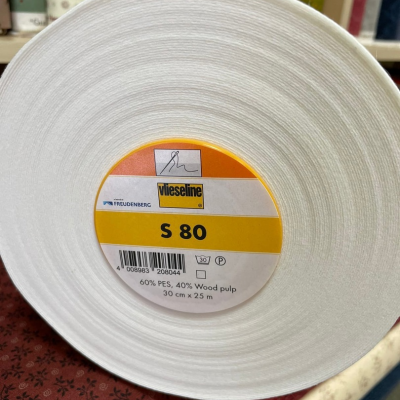 vlieseline
FREUDENBERG
S 80
30 P
4 008983 208044
60% PES, 40% Wood pulp
30 cm x 25 m